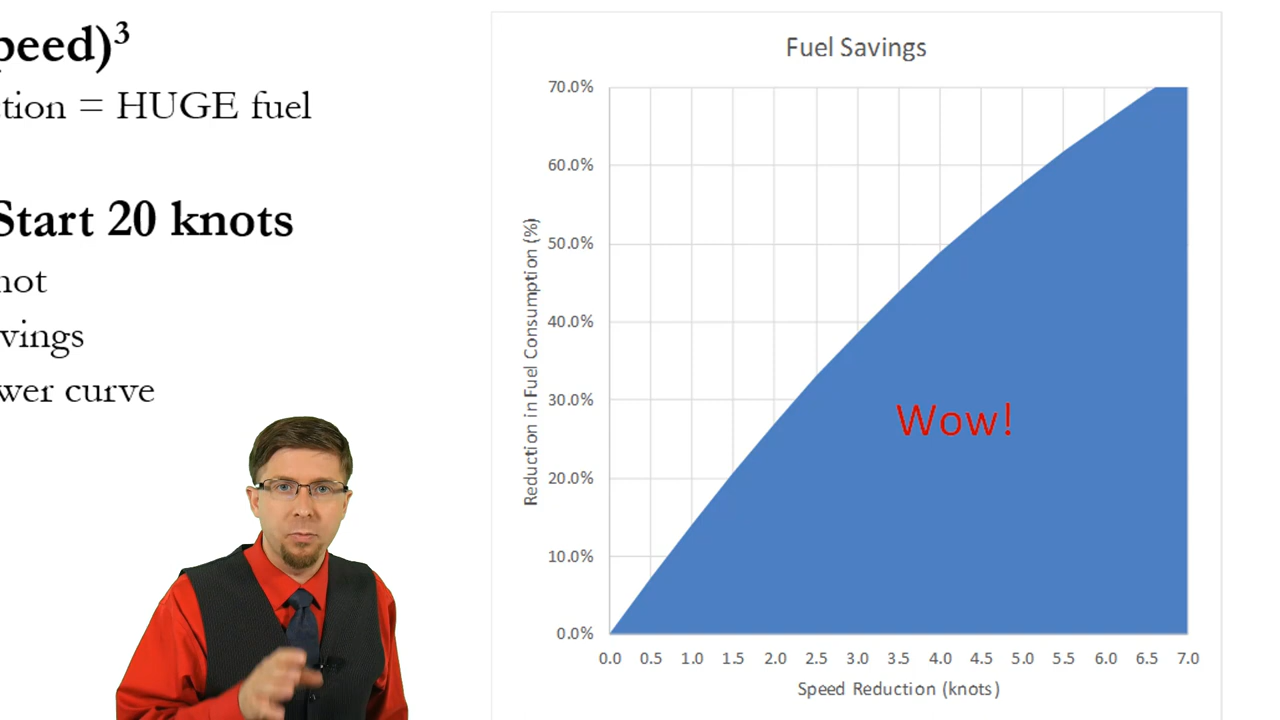 peed)³
ction = HUGE fuel
Start 20 knots
not
vings
wer curve
Fuel Savings
70.0%
60.0%
50.0%
40.0%
30.0%
20.0%
10.0%
0.0%
Reduction in Fuel Consumption (%)
Wow!
0.0 0.5 1.0 1.5 2.0 2.5 3.0 3.5 4.0 4.5 5.0 5.5 6.0 6.5 7.0
Speed Reduction (knots)